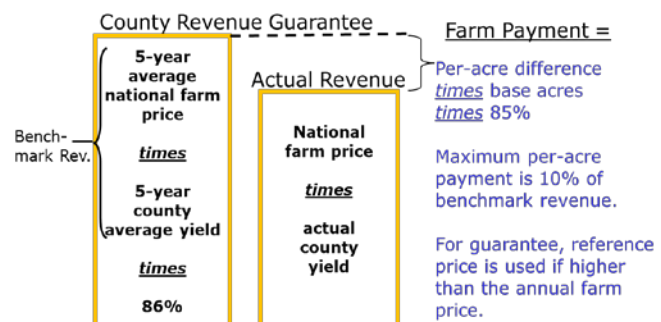 County Revenue Guarantee
5-year
average
national farm
price
times
5-year
county
average yield
times
86%
Bench-
mark Rev.
Actual Revenue
National
farm price
times
actual
county
yield
Farm Payment =
Per-acre difference
times base acres
times 85%
Maximum per-acre
payment is 10% of
benchmark revenue.
For guarantee, reference
price is used if higher
than the annual farm
price.